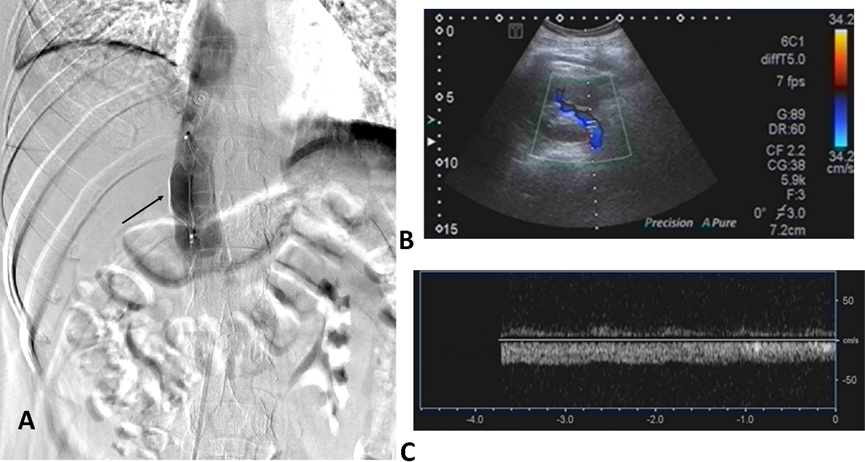 A
B
C
0
5
10
15
34.2
6C1
diffT5.0
7 fps
G:89
DR:60
CF 2.2
CG:38
5.9k
F:3
0° 3.0
7.2cm
34.2
cm/s
Precision APure
50
cm/s
-50
-4.0 -3.0 -2.0 -1.0 0